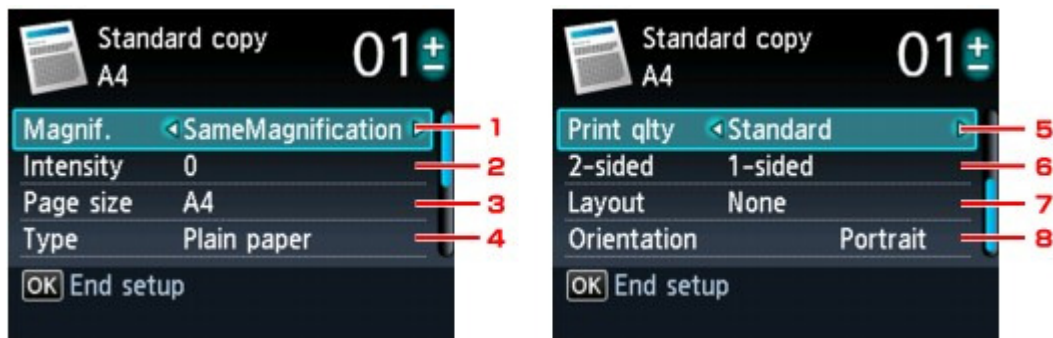 Standard copy
A4
01
Magnif. SameMagnification 1
Intensity 0 2
Page size A4 3
Type Plain paper 4
OK End setup
Standard copy
A4
01
Print qlty Standard 5
2-sided 1-sided 6
Layout None 7
Orientation Portrait 8
OK End setup